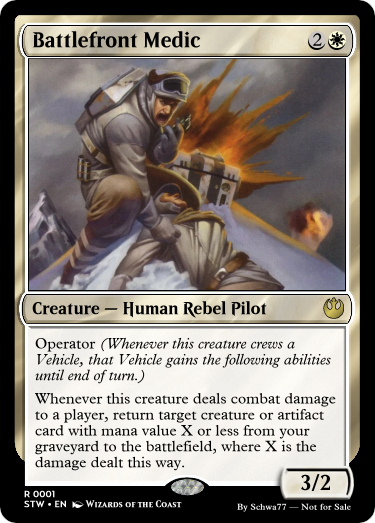 Battlefront Medic 2
Creature — Human Rebel Pilot
Operator (Whenever this creature crews a
Vehicle, that Vehicle gains the following abilities
until end of turn.)
Whenever this creature deals combat damage
to a player, return target creature or artifact
card with mana value X or less from your
graveyard to the battlefield, where X is the
damage dealt this way.
3/2
R 0001
STW • EN Wizards of the Coast
By Schwa77 — Not for Sale